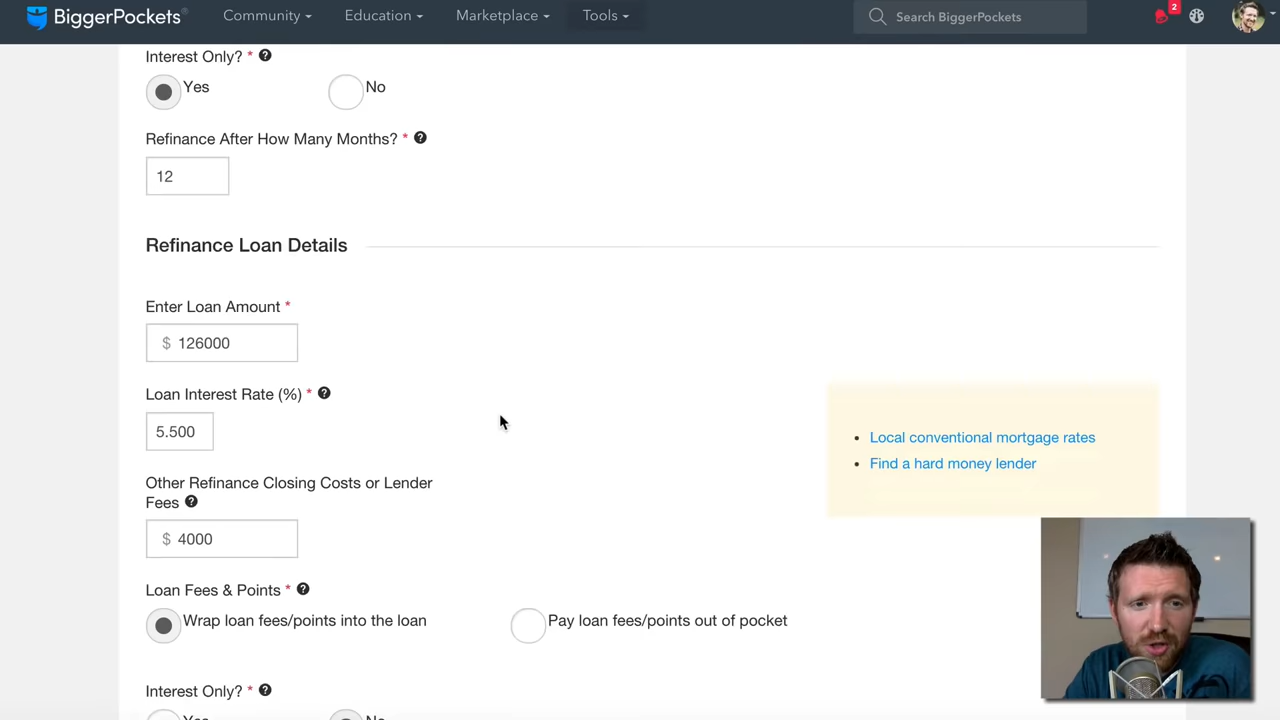 BiggerPockets
Community
Education
Marketplace
Tools
Search BiggerPockets
2
Interest Only? *
Yes
No
Refinance After How Many Months? *
12
Refinance Loan Details
Enter Loan Amount *
$ 126000
Loan Interest Rate (%) *
5.500
Local conventional mortgage rates
Find a hard money lender
Other Refinance Closing Costs or Lender
Fees
$ 4000
Loan Fees & Points *
Wrap loan fees/points into the loan
Pay loan fees/points out of pocket
Interest Only? *
Yes
No